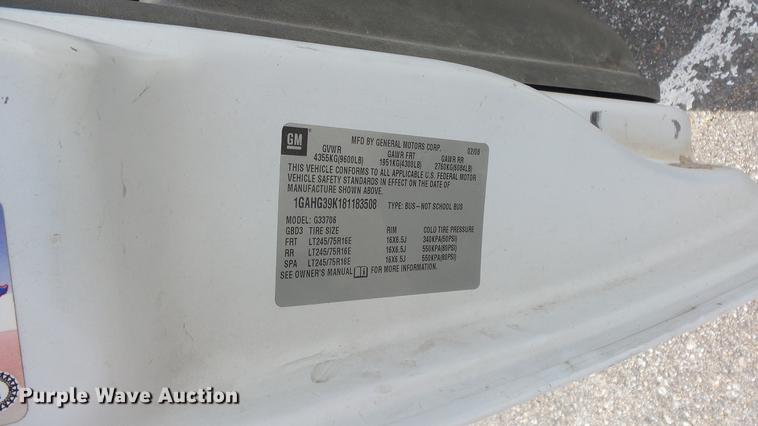 GM
MFD BY GENERAL MOTORS CORP. 02/08
GVWR GAWR FRT GAWR RR
4355KG(9600LB) 1951KG(4300LB) 2760KG(6084LB)
THIS VEHICLE CONFORMS TO ALL APPLICABLE U.S. FEDERAL MOTOR
VEHICLE SAFETY STANDARDS IN EFFECT ON THE DATE OF
MANUFACTURE SHOWN ABOVE.
1GAHG39K181183508 TYPE: BUS–NOT SCHOOL BUS
MODEL: G33706
GBD3 TIRE SIZE RIM COLD TIRE PRESSURE
FRT LT245/75R16E 16X6.5J 340KPA(50PSI)
RR LT245/75R16E 16X6.5J 550KPA(80PSI)
SPA LT245/75R16E 16X6.5J 550KPA(80PSI)
SEE OWNER'S MANUAL FOR MORE INFORMATION.
Purple Wave Auction